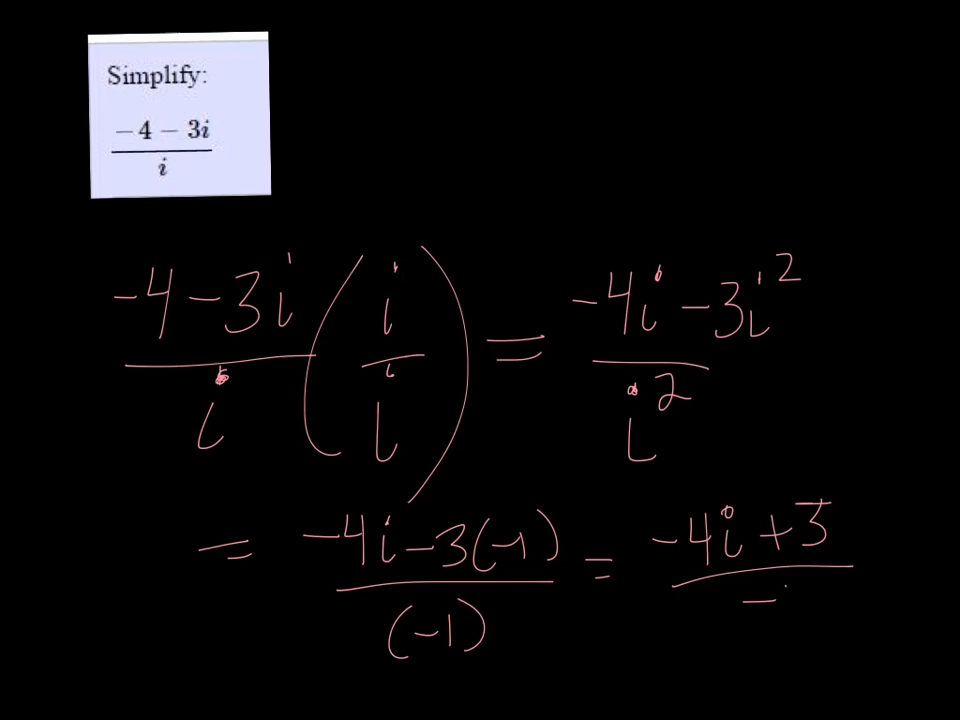 Simplify:
(-4 - 3i)/i
(-4-3i)/i (i/i) = (-4i-3i²)/i²
= (-4i-3(-1))/(-1) = (-4i+3)/-